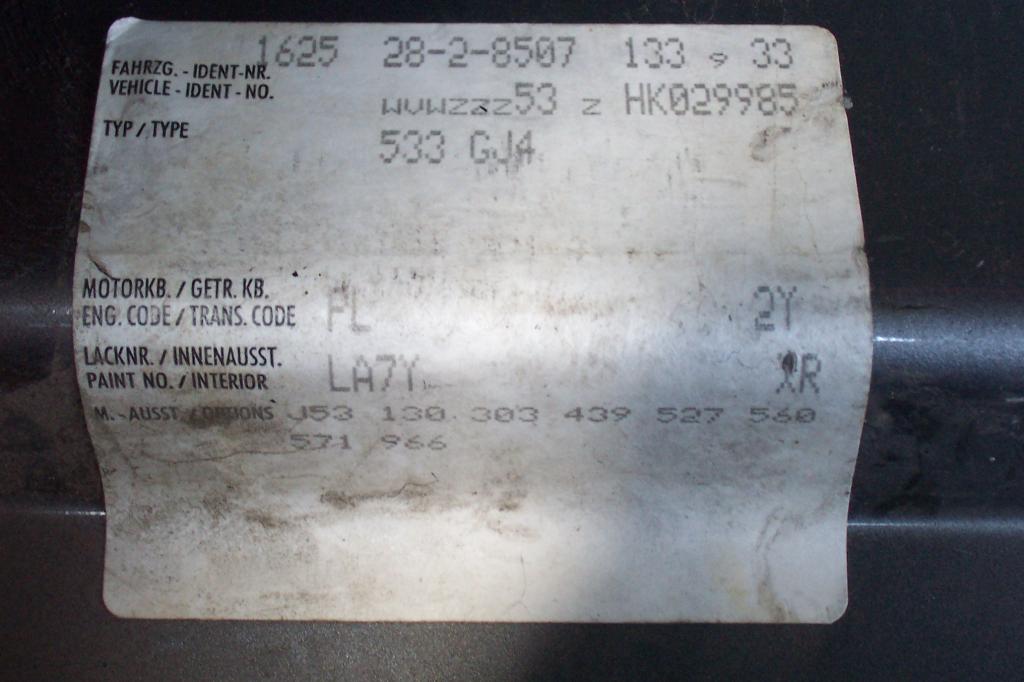 1625 28-2-8507 133 9 33
FAHRZG. - IDENT-NR.
VEHICLE - IDENT - NO. WVWZZZ53 Z HK029985
TYP / TYPE 533 GJ4
MOTORKB. / GETR. KB.
ENG. CODE / TRANS. CODE PL 2Y
LACKNR. / INNENAUSST.
PAINT NO. / INTERIOR LA7Y XR
M. - AUSST. / OPTIONS J53 130 303 439 527 560
571 966